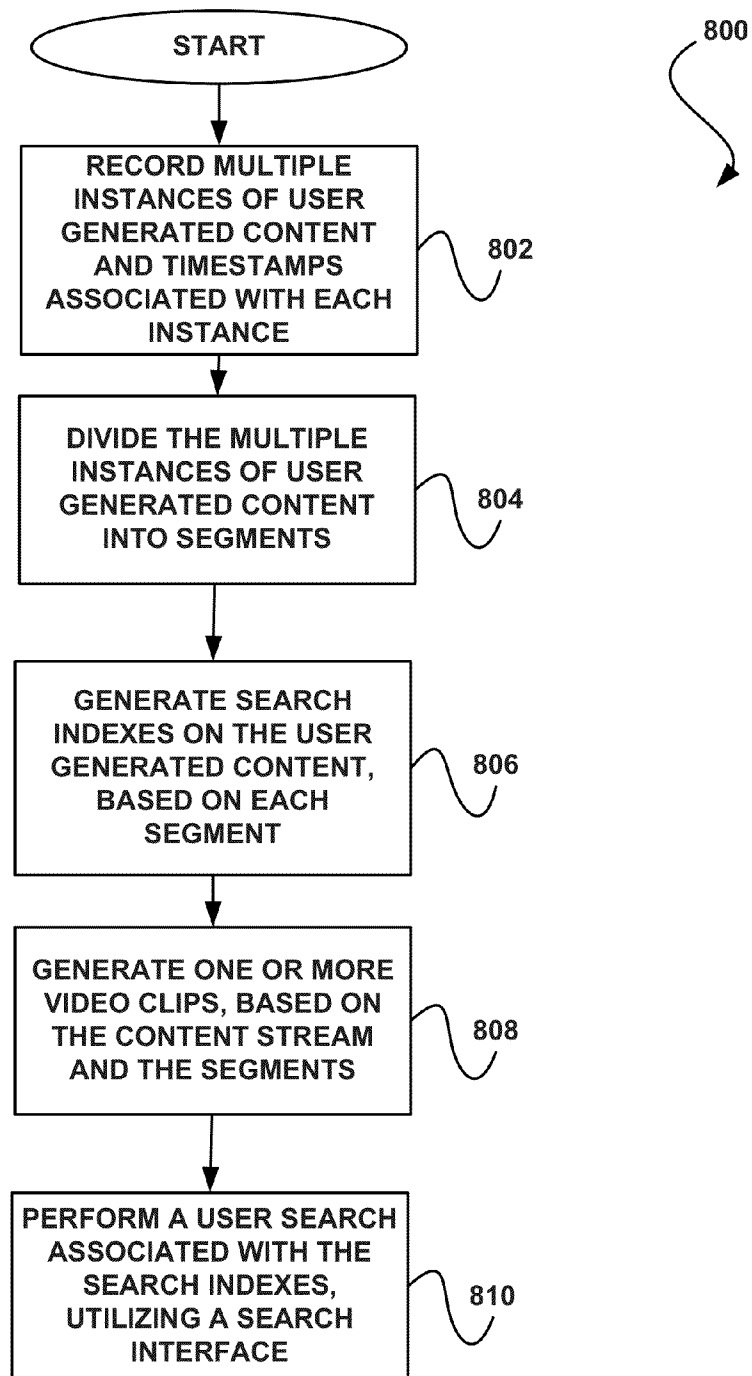 START
800
RECORD MULTIPLE
INSTANCES OF USER
GENERATED CONTENT
AND TIMESTAMPS
ASSOCIATED WITH EACH
INSTANCE
802
DIVIDE THE MULTIPLE
INSTANCES OF USER
GENERATED CONTENT
INTO SEGMENTS
804
GENERATE SEARCH
INDEXES ON THE USER
GENERATED CONTENT,
BASED ON EACH
SEGMENT
806
GENERATE ONE OR MORE
VIDEO CLIPS, BASED ON
THE CONTENT STREAM
AND THE SEGMENTS
808
PERFORM A USER SEARCH
ASSOCIATED WITH THE
SEARCH INDEXES,
UTILIZING A SEARCH
INTERFACE
810